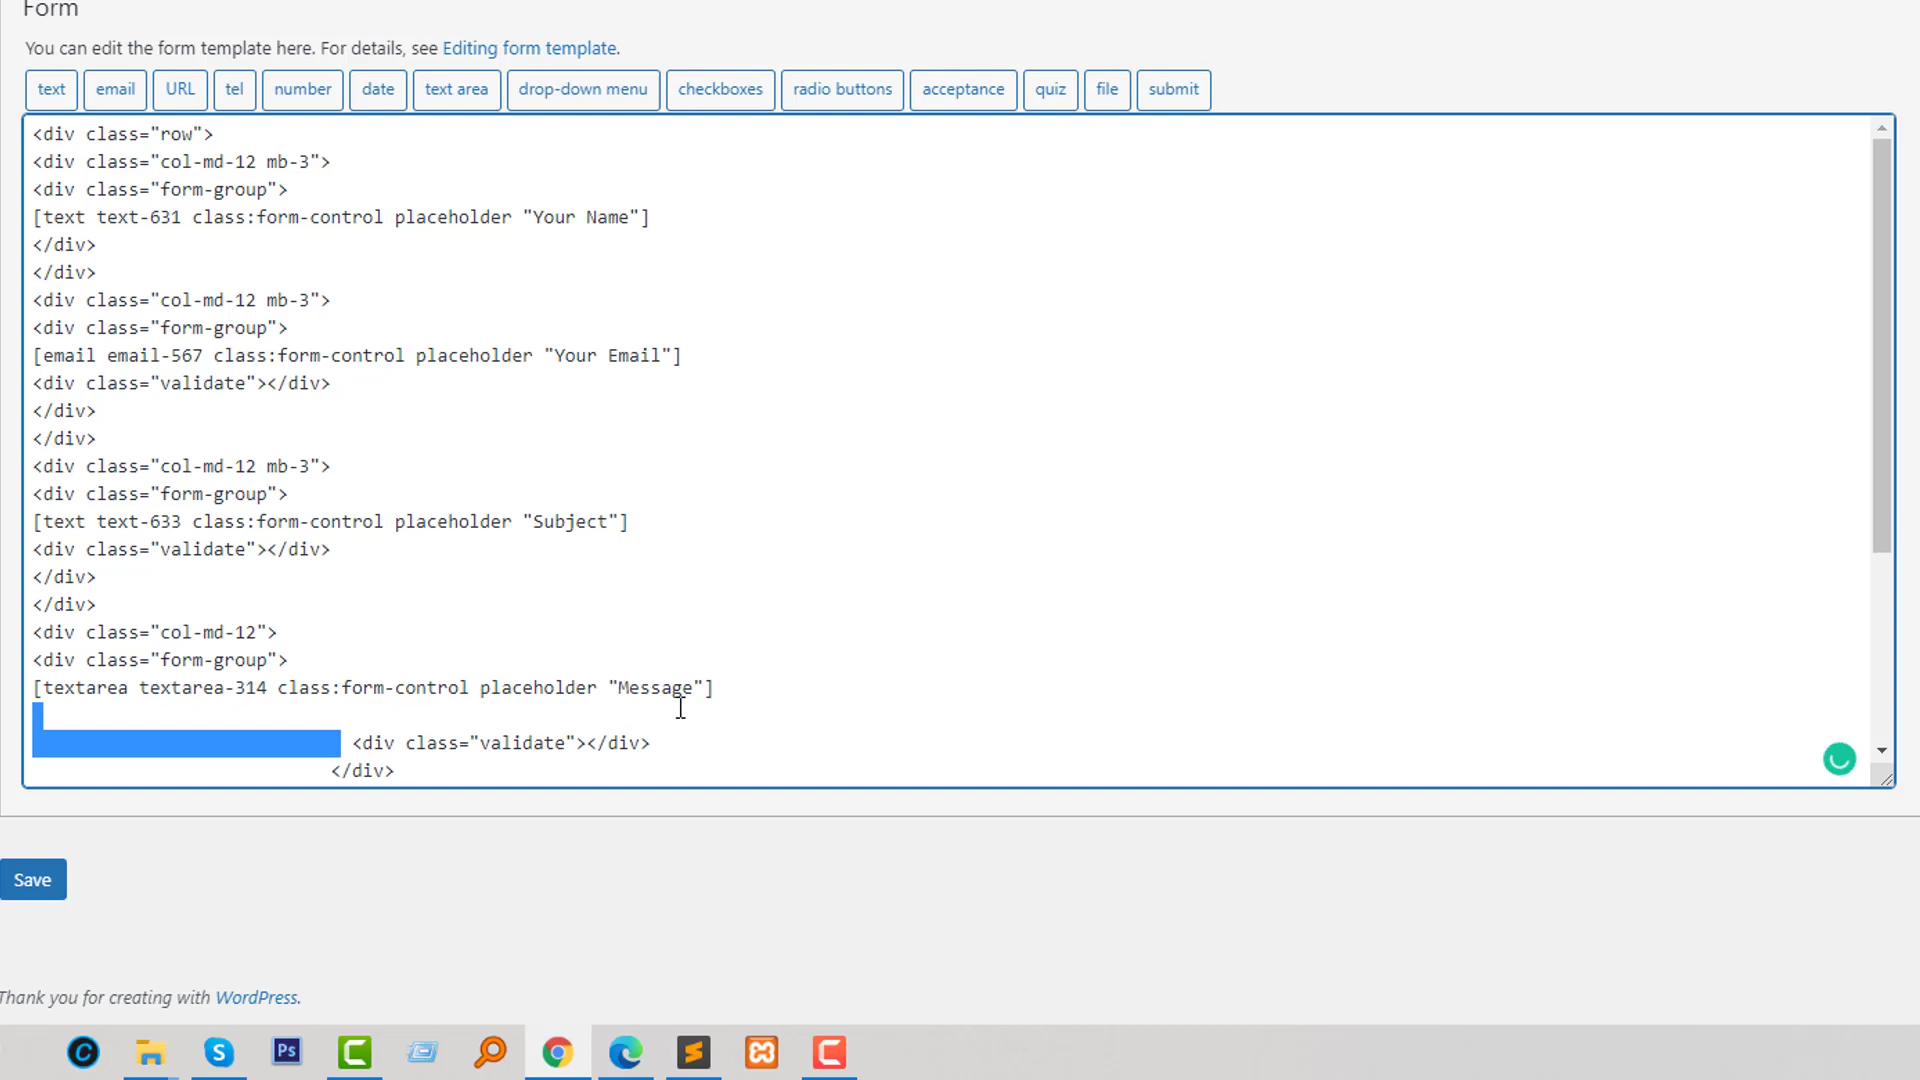 Form
You can edit the form template here. For details, see Editing form template.
text email URL tel number date text area drop-down menu checkboxes radio buttons acceptance quiz file submit
<div class="row">
<div class="col-md-12 mb-3">
<div class="form-group">
[text text-631 class:form-control placeholder "Your Name"]
</div>
</div>
<div class="col-md-12 mb-3">
<div class="form-group">
[email email-567 class:form-control placeholder "Your Email"]
<div class="validate"></div>
</div>
</div>
<div class="col-md-12 mb-3">
<div class="form-group">
[text text-633 class:form-control placeholder "Subject"]
<div class="validate"></div>
</div>
</div>
<div class="col-md-12">
<div class="form-group">
[textarea textarea-314 class:form-control placeholder "Message"]
<div class="validate"></div>
</div>
Save
Thank you for creating with WordPress.
Ps